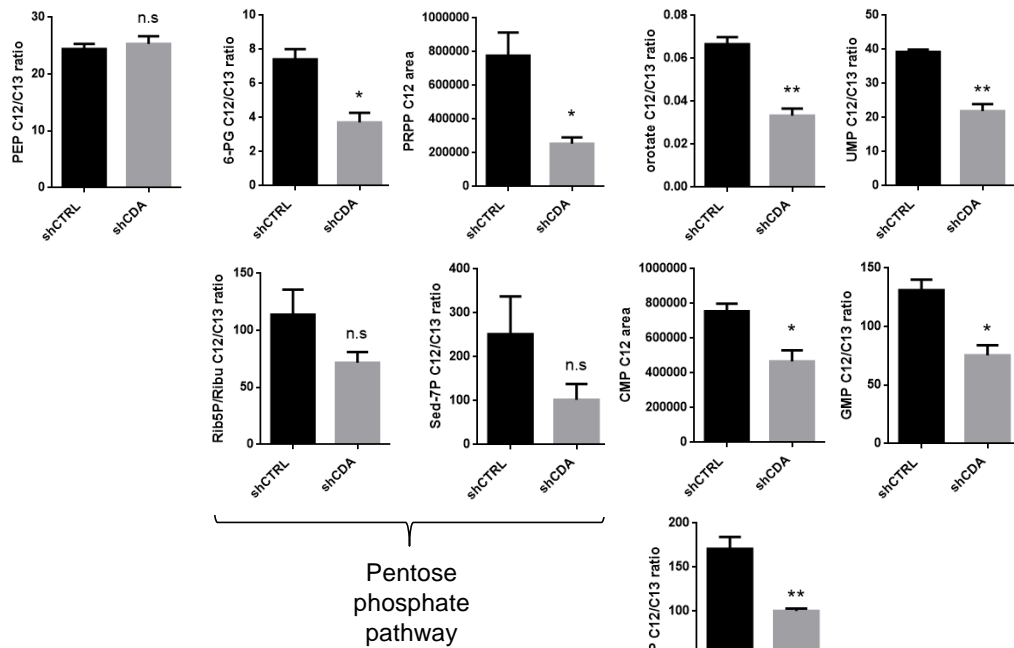 PEP C12/C13 ratio
30
20
10
0
n.s
shCTRL
shCDA
6-PG C12/C13 ratio
8
6
4
2
0
*
shCTRL
shCDA
PRPP C12 area
1000000
800000
600000
400000
200000
0
*
shCTRL
shCDA
orotate C12/C13 ratio
0.08
0.06
0.04
0.02
0.00
**
shCTRL
shCDA
UMP C12/C13 ratio
50
40
30
20
10
0
**
shCTRL
shCDA
Rib5P/Ribu C12/C13 ratio
150
100
50
0
n.s
shCTRL
shCDA
Sed-7P C12/C13 ratio
400
300
200
100
0
n.s
shCTRL
shCDA
CMP C12 area
1000000
800000
600000
400000
200000
0
*
shCTRL
shCDA
GMP C12/C13 ratio
150
100
50
0
*
shCTRL
shCDA
Pentose
phosphate
pathway
C12/C13 ratio
200
150
100
**